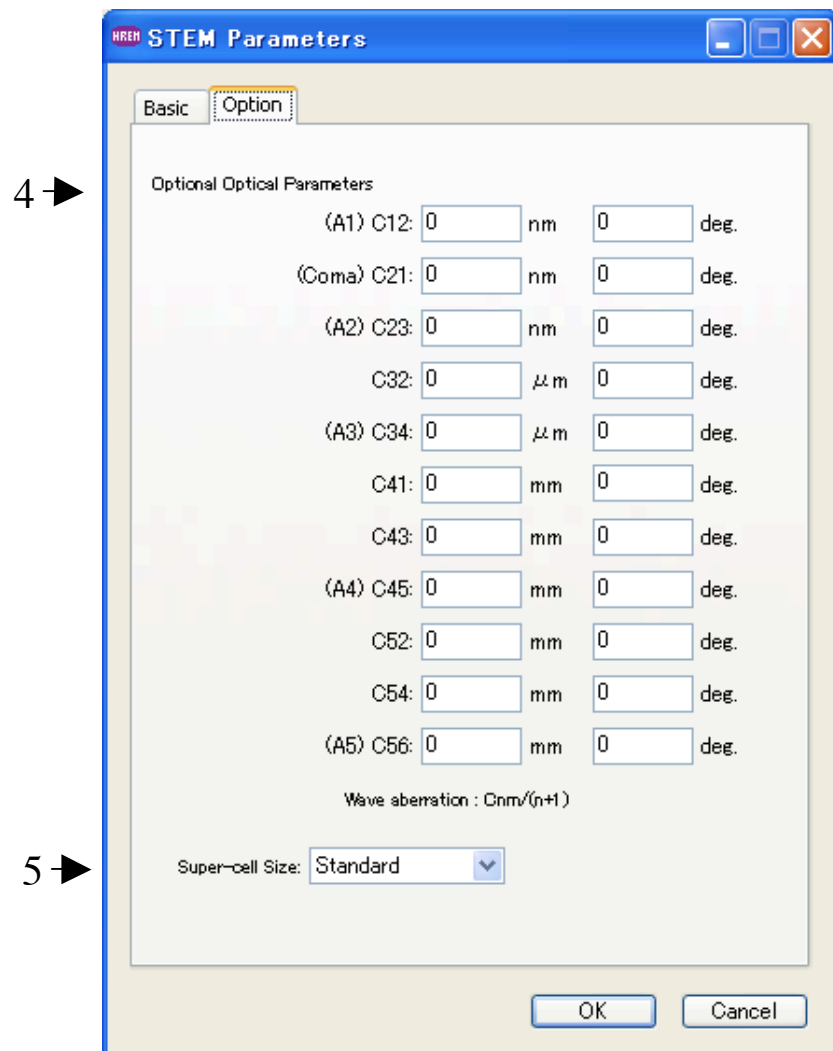 HREM STEM Parameters
Basic Option
4
Optional Optical Parameters
(A1) C12: 0 nm 0 deg.
(Coma) C21: 0 nm 0 deg.
(A2) C23: 0 nm 0 deg.
C32: 0 μm 0 deg.
(A3) C34: 0 μm 0 deg.
C41: 0 mm 0 deg.
C43: 0 mm 0 deg.
(A4) C45: 0 mm 0 deg.
C52: 0 mm 0 deg.
C54: 0 mm 0 deg.
(A5) C56: 0 mm 0 deg.
Wave aberration : Cnm/(n+1)
5 Super-cell Size: Standard
OK Cancel